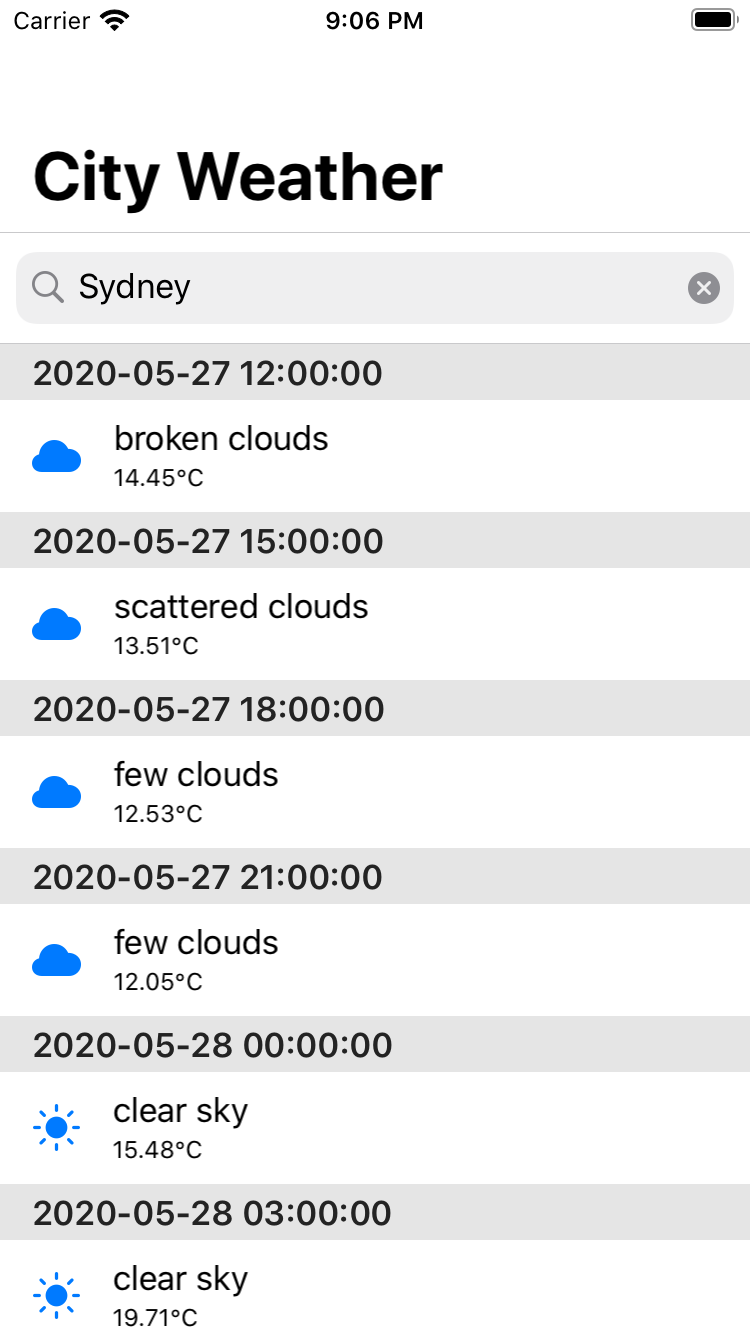 Carrier 9:06 PM
City Weather
Sydney
2020-05-27 12:00:00
broken clouds
14.45°C
2020-05-27 15:00:00
scattered clouds
13.51°C
2020-05-27 18:00:00
few clouds
12.53°C
2020-05-27 21:00:00
few clouds
12.05°C
2020-05-28 00:00:00
clear sky
15.48°C
2020-05-28 03:00:00
clear sky
19.71°C